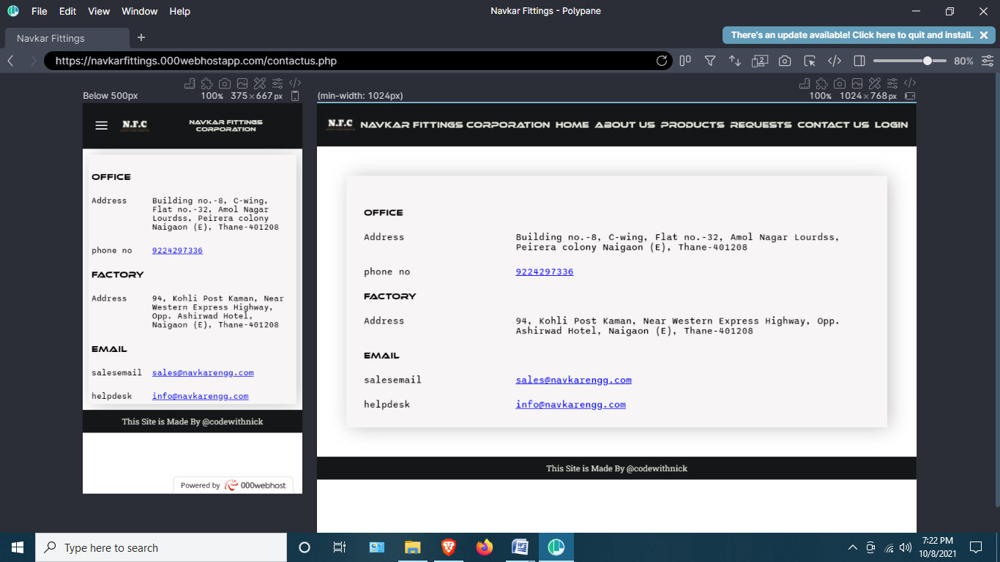 File Edit View Window Help
Navkar Fittings - Polypane
Navkar Fittings
There's an update available! Click here to quit and install.
https://navkarfittings.000webhostapp.com/contactus.php
2
80%
Below 500px
100% 375×667 px
N.F.C
NAVKAR FITTINGS
CORPORATION
OFFICE
Address
Building no.-8, C-wing,
Flat no.-32, Amol Nagar
Lourdss, Peirera colony
Naigaon (E), Thane-401208
phone no
9224297336
FACTORY
Address
94, Kohli Post Kaman, Near
Western Express Highway,
Opp. Ashirwad Hotel,
Naigaon (E), Thane-401208
EMAIL
salesemail
sales@navkarengg.com
helpdesk
info@navkarengg.com
This Site is Made By @codewithnick
Powered by 000webhost
(min-width: 1024px)
100% 1024×768 px
N.F.C NAVKAR FITTINGS CORPORATION HOME ABOUT US PRODUCTS REQUESTS CONTACT US LOGIN
OFFICE
Address
Building no.-8, C-wing, Flat no.-32, Amol Nagar Lourdss,
Peirera colony Naigaon (E), Thane-401208
phone no
9224297336
FACTORY
Address
94, Kohli Post Kaman, Near Western Express Highway, Opp.
Ashirwad Hotel, Naigaon (E), Thane-401208
EMAIL
salesemail
sales@navkarengg.com
helpdesk
info@navkarengg.com
This Site is Made By @codewithnick
Type here to search
7:22 PM
10/8/2021